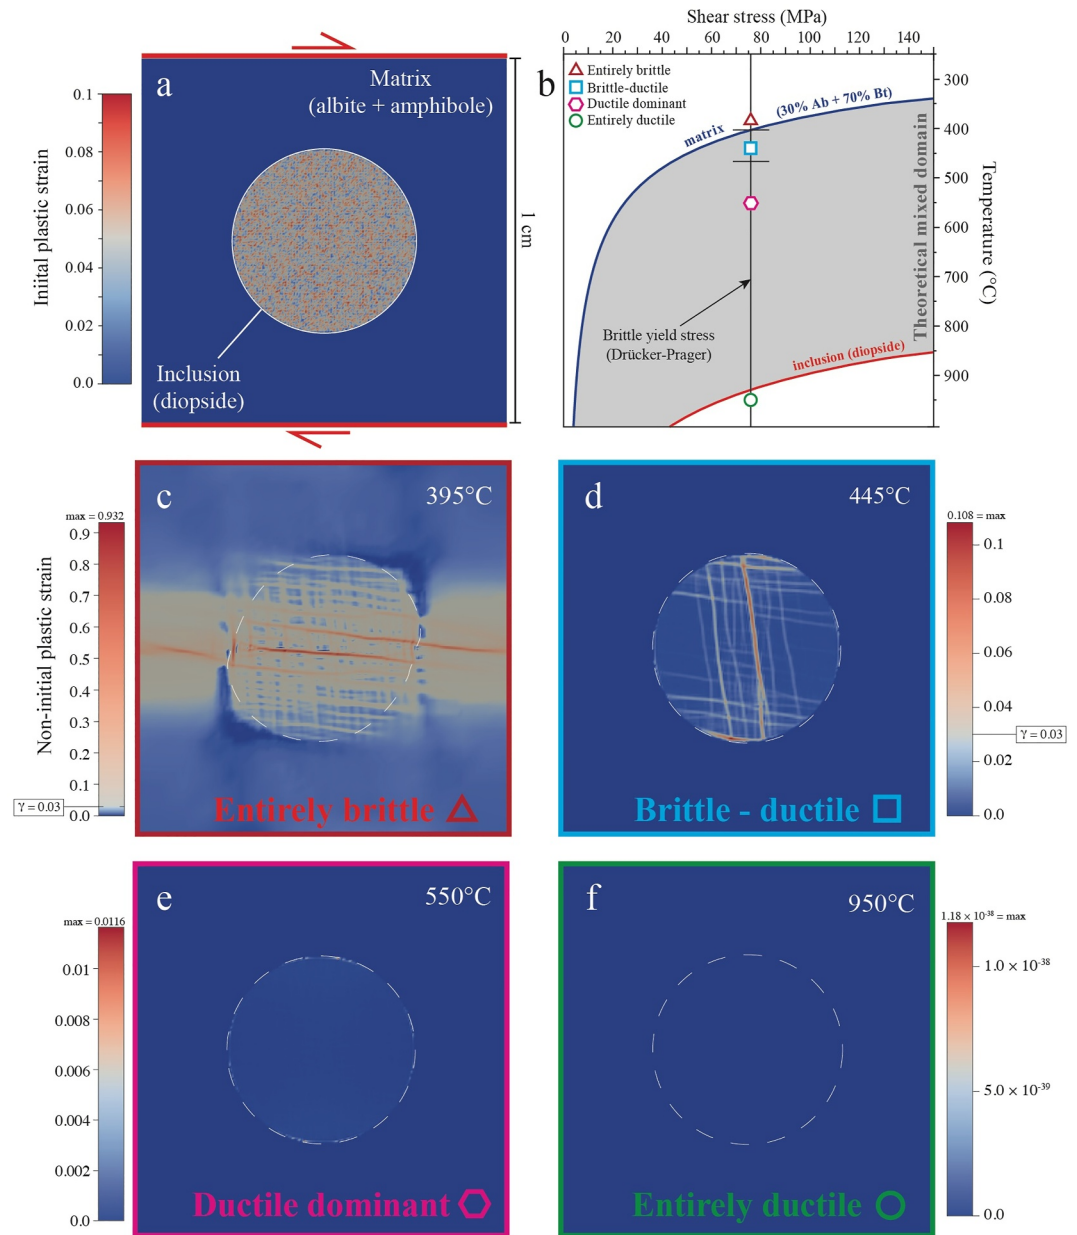 a
Matrix
(albite + amphibole)
0.1
0.08
0.06
0.04
0.02
0.0
Iniital plastic strain
Inclusion
(diopside)
1 cm
b
Shear stress (MPa)
0 20 40 60 80 100 120 140
Entirely brittle
Brittle-ductile
Ductile dominant
Entirely ductile
matrix
(30% Ab + 70% Bt)
Theoretical mixed domain
Brittle yield stress
(Drücker-Prager)
inclusion (diopside)
300
400
500
600
700
800
900
Temperature (°C)
c
395°C
max = 0.932
0.9
0.8
0.7
0.6
0.5
0.4
0.3
0.2
0.1
γ = 0.03
0.0
Non-initial plastic strain
Entirely brittle
d
445°C
0.108 = max
0.1
0.08
0.06
0.04
γ = 0.03
0.02
0.0
Brittle - ductile
e
550°C
max = 0.0116
0.01
0.008
0.006
0.004
0.002
0.0
Ductile dominant
f
950°C
1.18 × 10⁻³⁸ = max
1.0 × 10⁻³⁸
5.0 × 10⁻³⁹
0.0
Entirely ductile